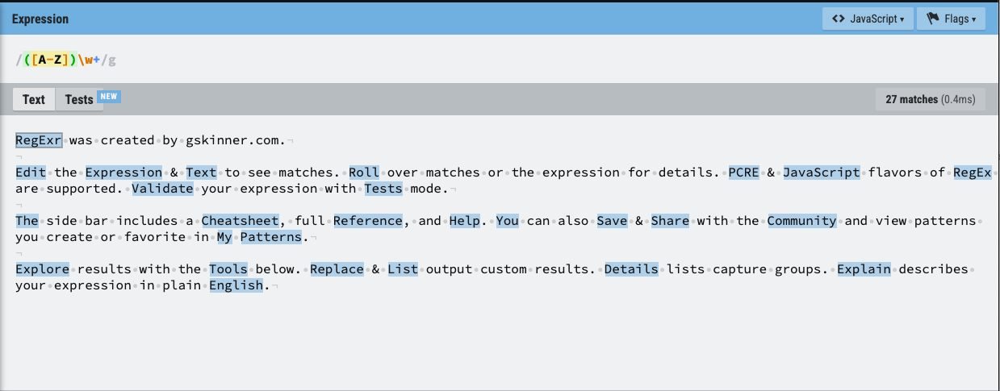 Expression
<> JavaScript ▾ Flags ▾
/([A-Z])\w+/g
Text Tests NEW
27 matches (0.4ms)
RegExr was created by gskinner.com.
Edit the Expression & Text to see matches. Roll over matches or the expression for details. PCRE & JavaScript flavors of RegEx
are supported. Validate your expression with Tests mode.
The side bar includes a Cheatsheet, full Reference, and Help. You can also Save & Share with the Community and view patterns
you create or favorite in My Patterns.
Explore results with the Tools below. Replace & List output custom results. Details lists capture groups. Explain describes
your expression in plain English.